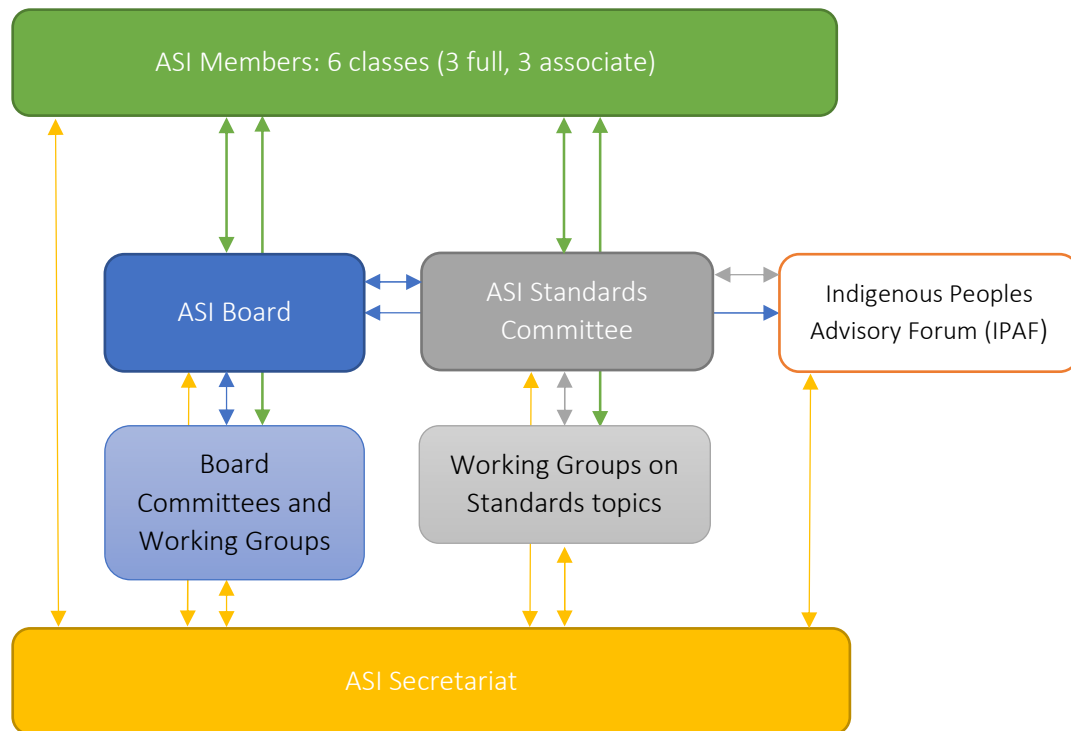 ASI Members: 6 classes (3 full, 3 associate)
ASI Board
ASI Standards
Committee
Indigenous Peoples
Advisory Forum (IPAF)
Board
Committees and
Working Groups
Working Groups on
Standards topics
ASI Secretariat